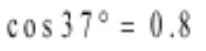 cos37° = 0.8